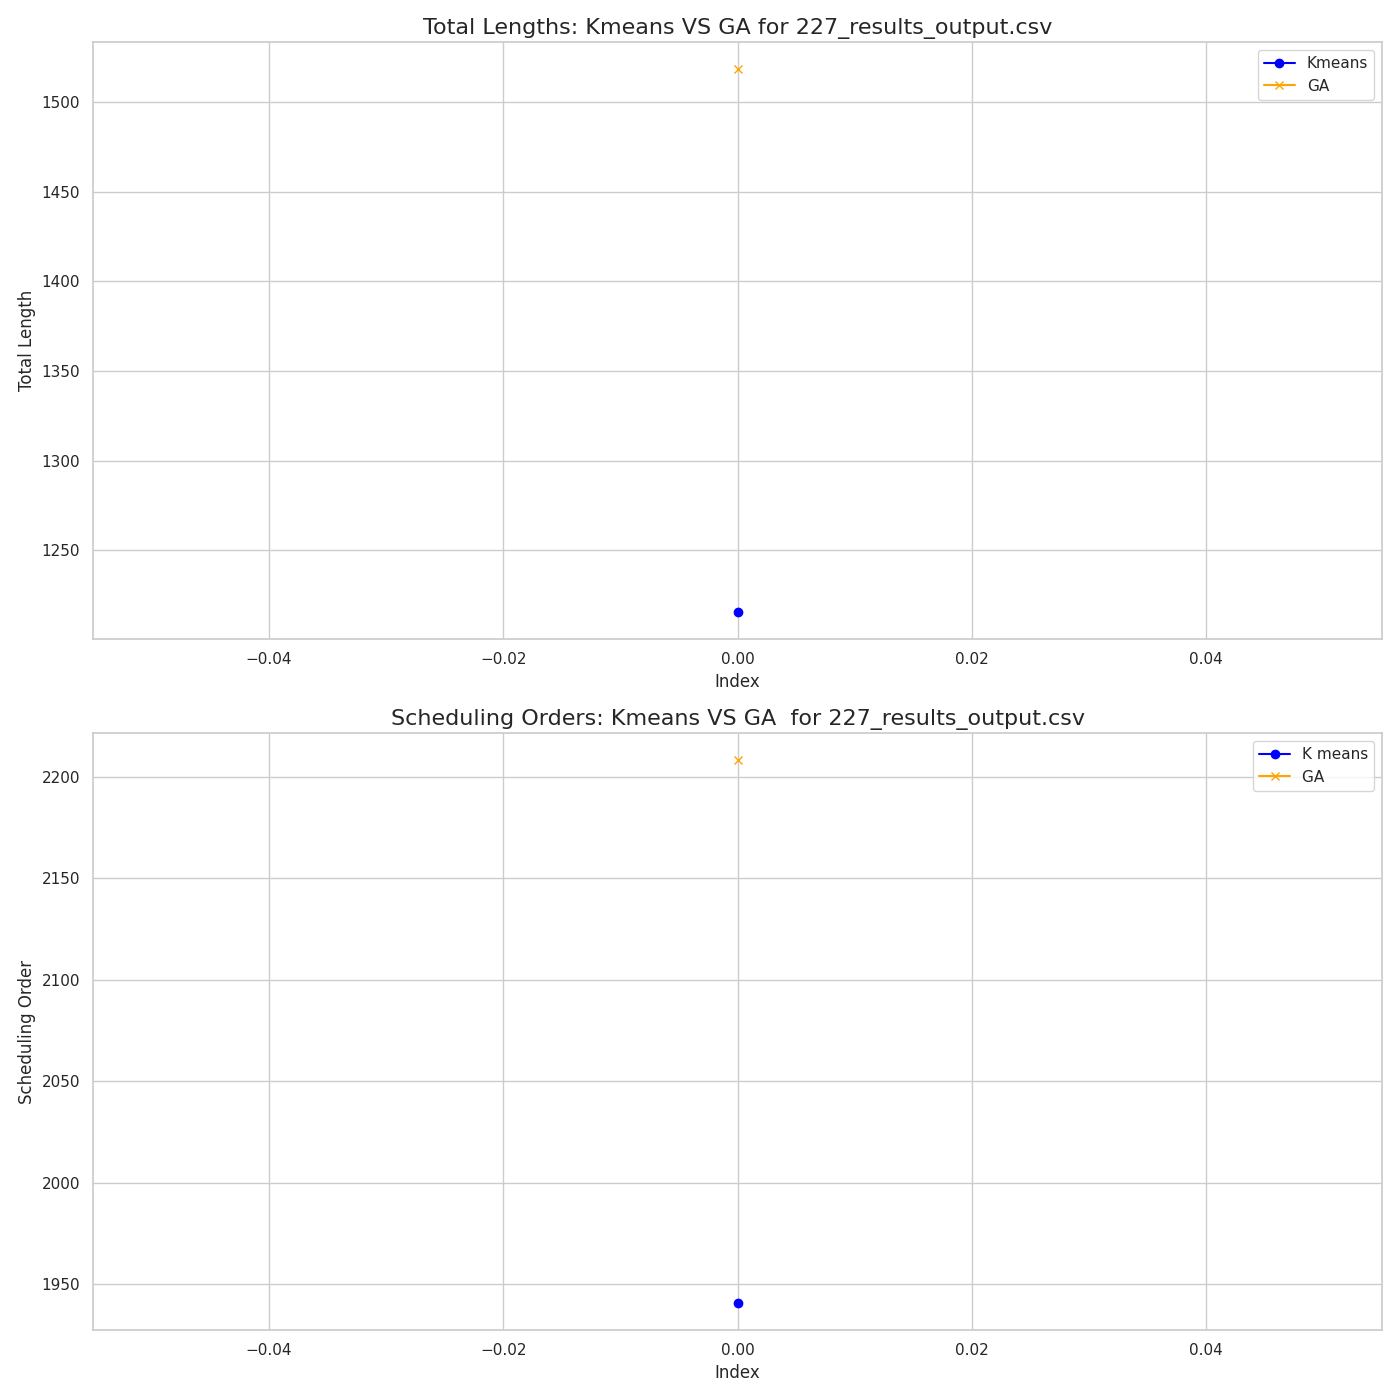 Total Lengths: Kmeans VS GA for 227_results_output.csv
Kmeans
GA
1500
1450
1400
1350
1300
1250
Total Length
−0.04
−0.02
0.00
0.02
0.04
Index
Scheduling Orders: Kmeans VS GA  for 227_results_output.csv
K means
GA
2200
2150
2100
2050
2000
1950
Scheduling Order
−0.04
−0.02
0.00
0.02
0.04
Index